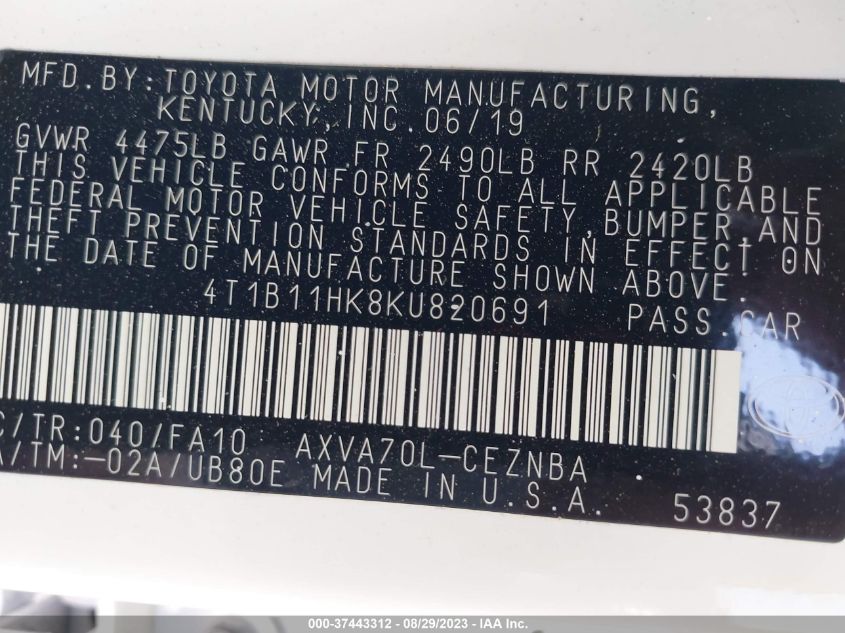 MFD. BY: TOYOTA MOTOR MANUFACTURING,
KENTUCKY, INC. 06/19
GVWR 4475LB GAWR FR 2490LB RR 2420LB
THIS VEHICLE CONFORMS TO ALL APPLICABLE
FEDERAL MOTOR VEHICLE SAFETY, BUMPER, AND
THEFT PREVENTION STANDARDS IN EFFECT ON
THE DATE OF MANUFACTURE SHOWN ABOVE.
4T1B11HK8KU820691 PASS. CAR
C/TR: 040/FA10 AXVA70L-CEZNBA
A/TM: -02A/UB80E MADE IN U.S.A. 53837
000-37443312 - 08/29/2023 - IAA Inc.